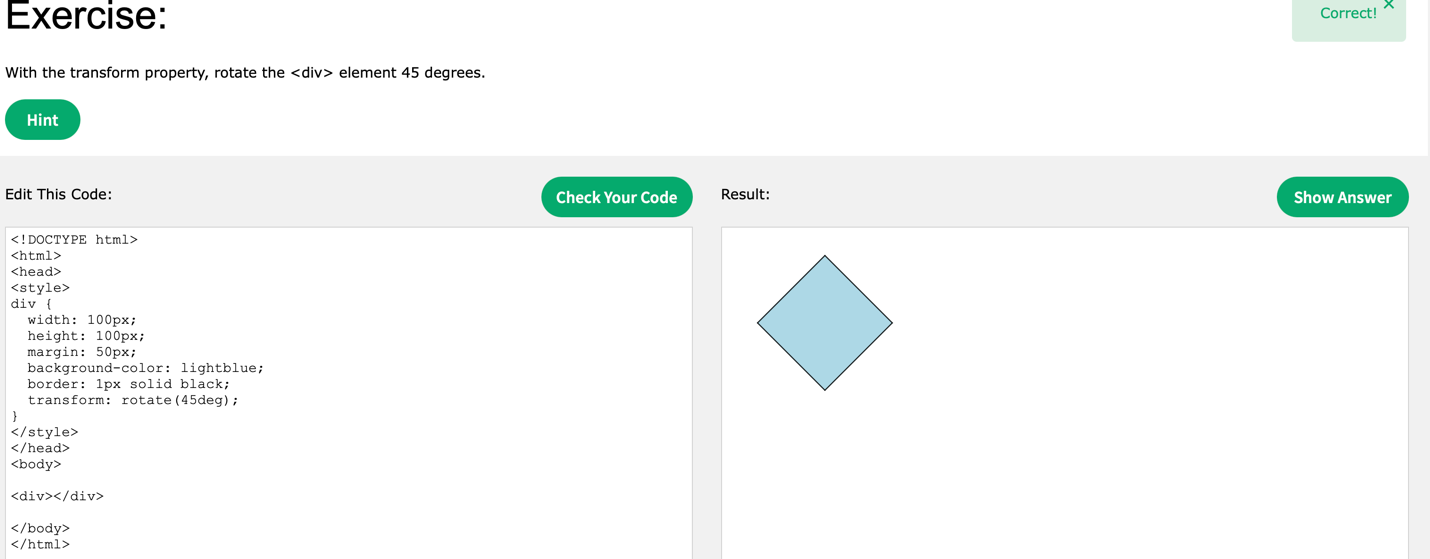 Exercise:
Correct! ×
With the transform property, rotate the <div> element 45 degrees.
Hint
Edit This Code:
Check Your Code
Result:
Show Answer
<!DOCTYPE html>
<html>
<head>
<style>
div {
  width: 100px;
  height: 100px;
  margin: 50px;
  background-color: lightblue;
  border: 1px solid black;
  transform: rotate(45deg);
}
</style>
</head>
<body>
<div></div>
</body>
</html>